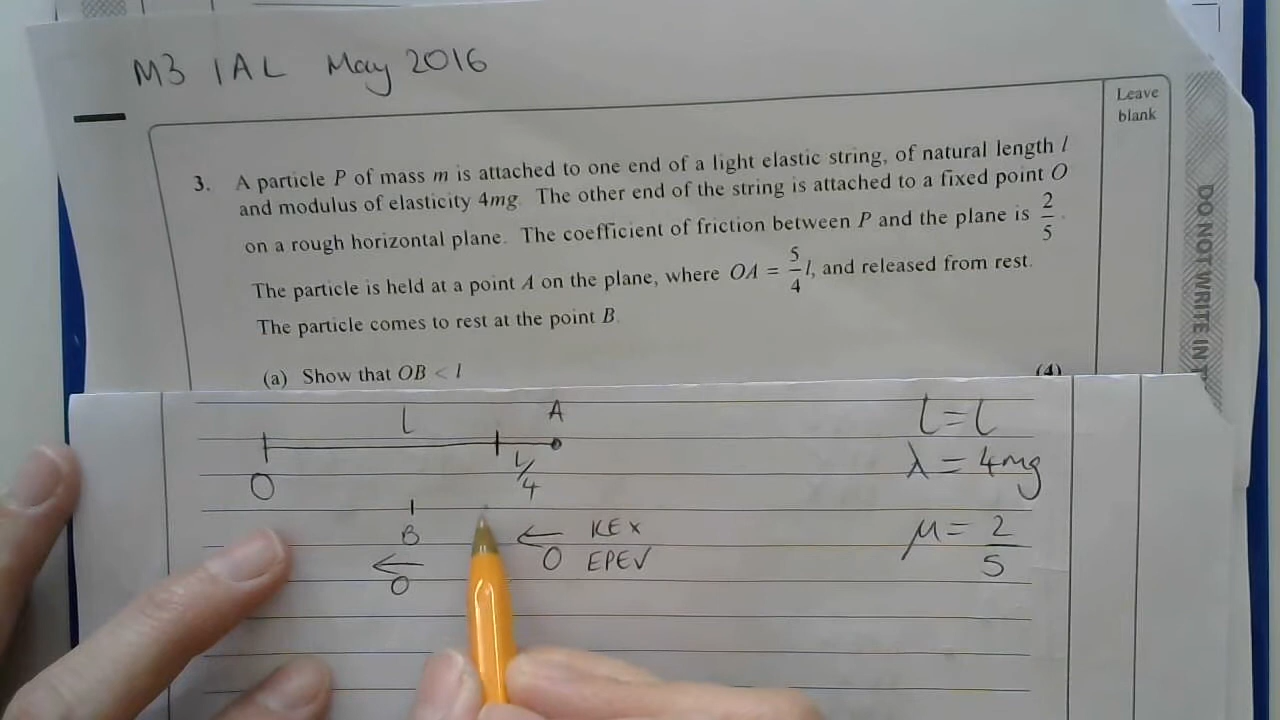 M3 IAL May 2016
Leave
blank
3. A particle P of mass m is attached to one end of a light elastic string, of natural length l
and modulus of elasticity 4mg. The other end of the string is attached to a fixed point O
on a rough horizontal plane. The coefficient of friction between P and the plane is 2/5.
The particle is held at a point A on the plane, where OA = 5/4 l, and released from rest.
The particle comes to rest at the point B.
(a) Show that OB < l
(4)
DO NOT WRITE IN T
l A
O l/4
B
← 0
← 0
KE x
EPE ✓
l = l
λ = 4mg
μ = 2/5